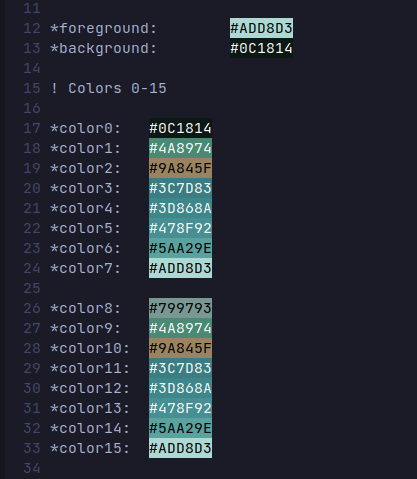 11
12 *foreground: #ADD8D3
13 *background: #0C1814
14
15 ! Colors 0-15
16
17 *color0: #0C1814
18 *color1: #4A8974
19 *color2: #9A845F
20 *color3: #3C7D83
21 *color4: #3D868A
22 *color5: #478F92
23 *color6: #5AA29E
24 *color7: #ADD8D3
25
26 *color8: #799793
27 *color9: #4A8974
28 *color10: #9A845F
29 *color11: #3C7D83
30 *color12: #3D868A
31 *color13: #478F92
32 *color14: #5AA29E
33 *color15: #ADD8D3
34